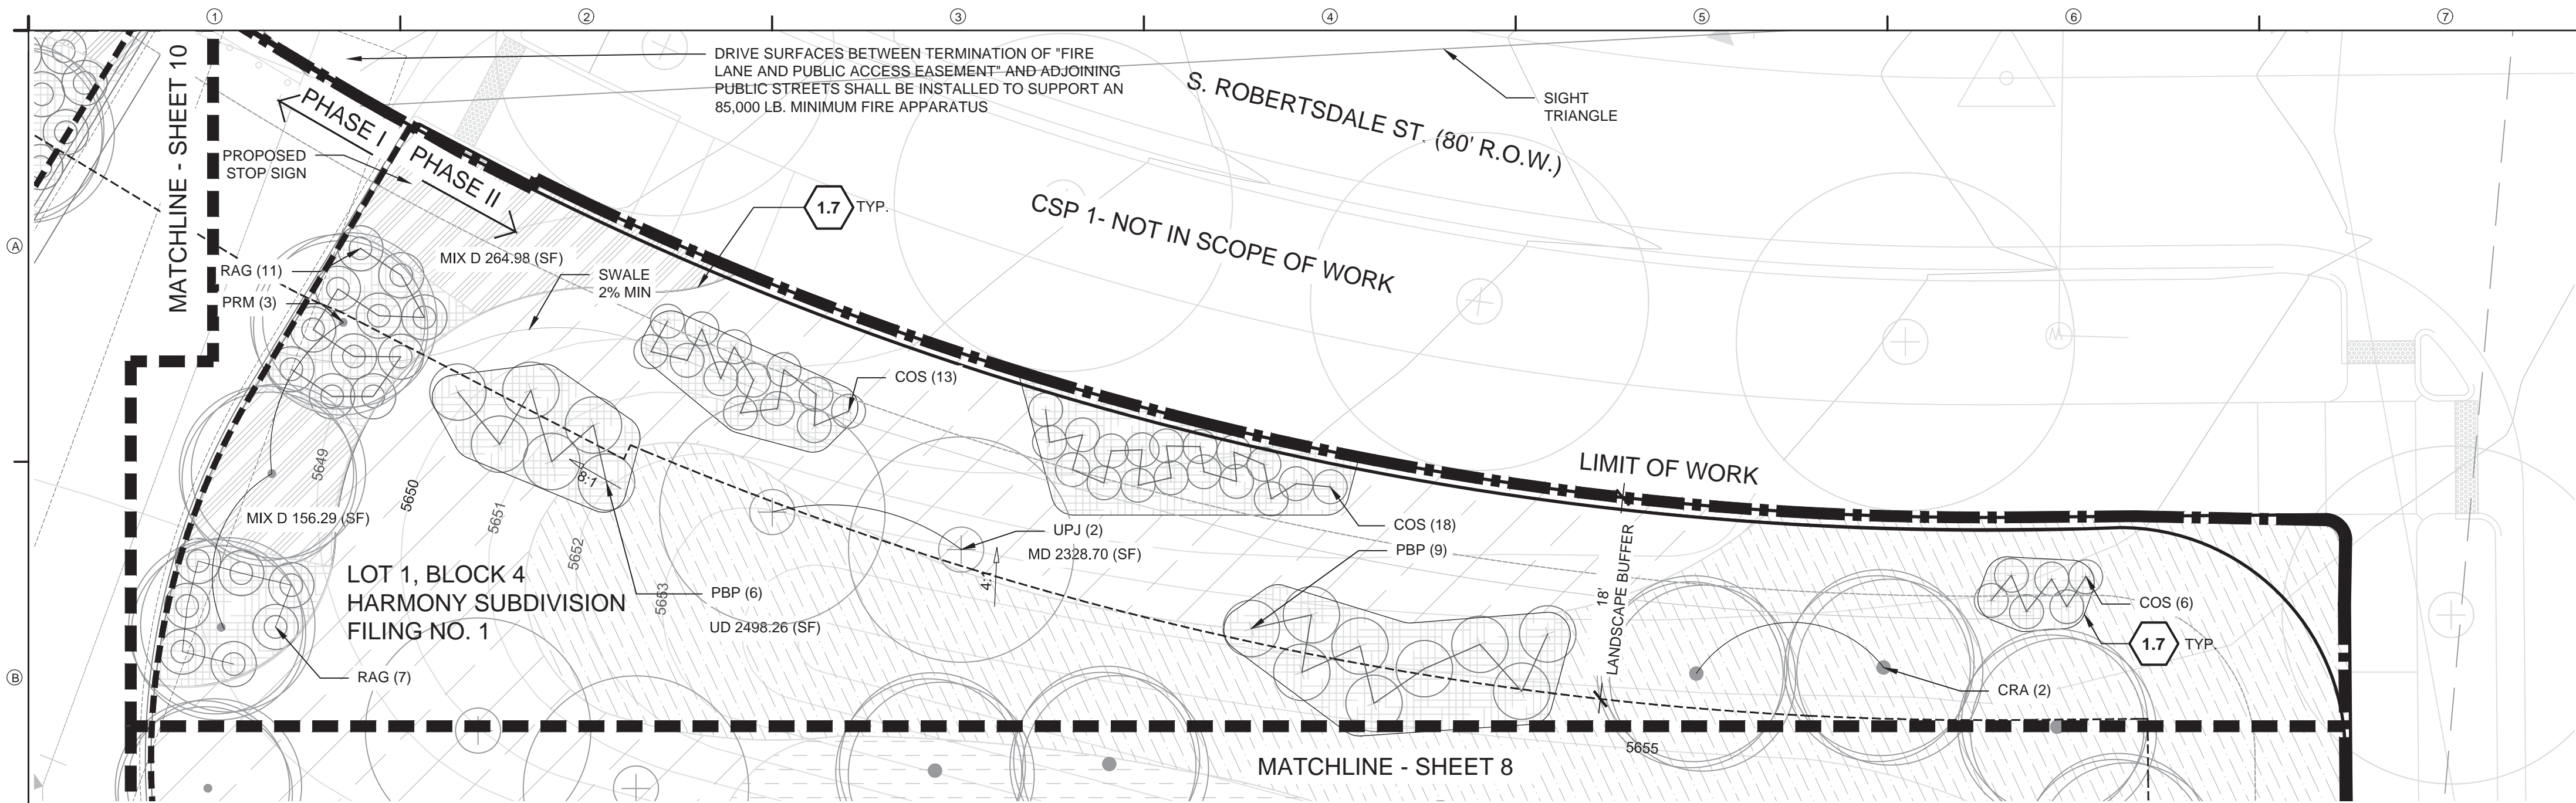 1
2
3
4
5
6
7
A
B
MATCHLINE - SHEET 10
DRIVE SURFACES BETWEEN TERMINATION OF "FIRE
LANE AND PUBLIC ACCESS EASEMENT" AND ADJOINING
PUBLIC STREETS SHALL BE INSTALLED TO SUPPORT AN
85,000 LB. MINIMUM FIRE APPARATUS
S. ROBERTSDALE ST. (80' R.O.W.)
SIGHT
TRIANGLE
PHASE I
PHASE II
PROPOSED
STOP SIGN
1.7
TYP.
CSP 1- NOT IN SCOPE OF WORK
MIX D 264.98 (SF)
RAG (11)
PRM (3)
SWALE
2% MIN
COS (13)
LIMIT OF WORK
8:1
5649
5650
5651
5652
5653
MIX D 156.29 (SF)
UPJ (2)
MD 2328.70 (SF)
4:1
COS (18)
PBP (9)
18'
LANDSCAPE BUFFER
LOT 1, BLOCK 4
HARMONY SUBDIVISION
FILING NO. 1
PBP (6)
UD 2498.26 (SF)
COS (6)
1.7
TYP.
RAG (7)
CRA (2)
5655
MATCHLINE - SHEET 8